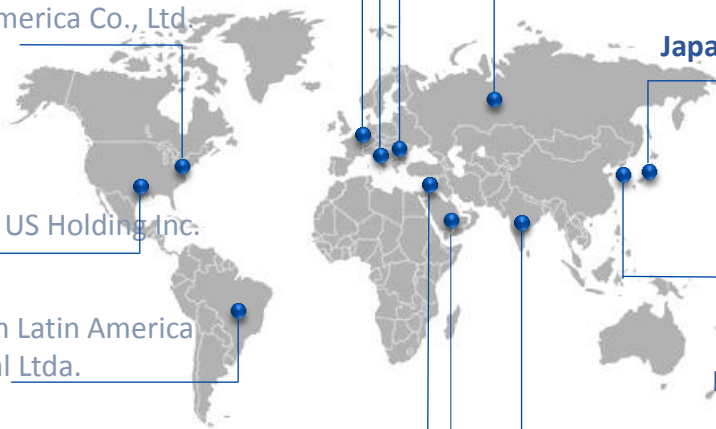 merica Co., Ltd.
Japa
US Holding Inc.
Latin America
Ltda.